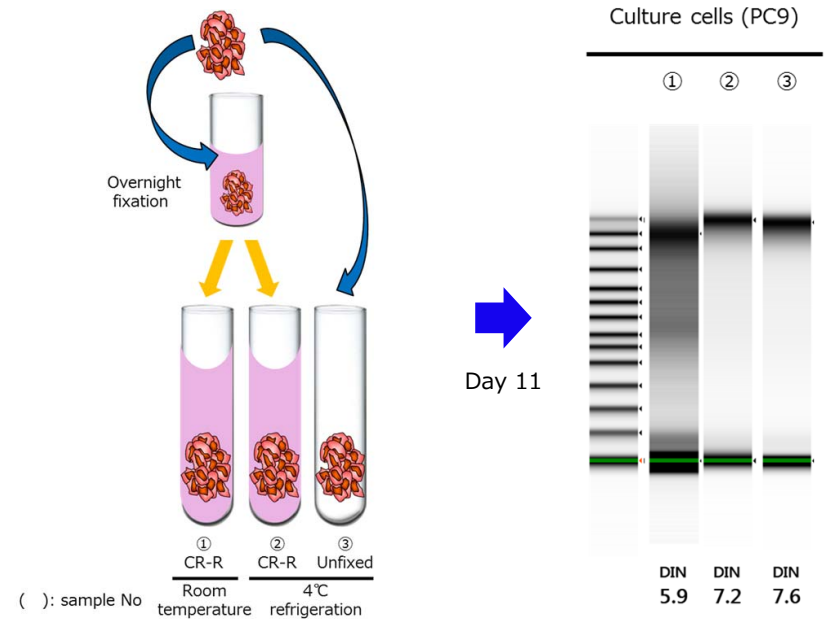 Culture cells (PC9)
① ② ③
Overnight
fixation
Day 11
① ② ③
CR-R CR-R Unfixed
Room
temperature
4℃
refrigeration
( ): sample No
DIN DIN DIN
5.9 7.2 7.6